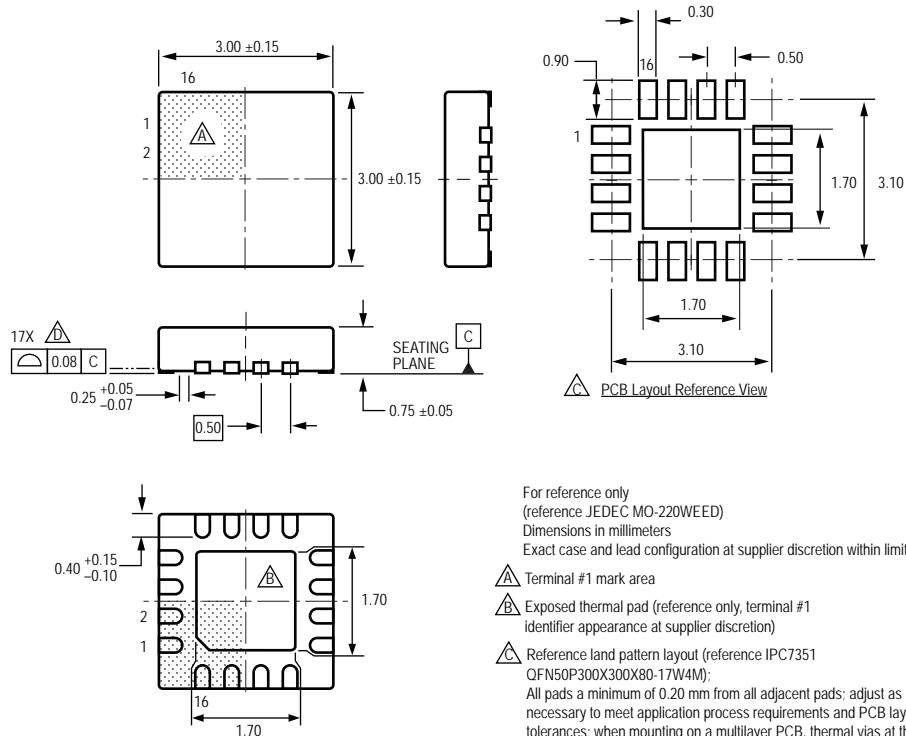 3.00 ±0.15
16
1
A
2
3.00 ±0.15
0.30
0.90
16
0.50
1
1.70
3.10
1.70
3.10
C PCB Layout Reference View
17X D
0.08 C
SEATING
PLANE
C
0.25 +0.05
−0.07
0.50
0.75 ±0.05
0.40 +0.15
−0.10
B
1.70
2
1
16
1.70
For reference only
(reference JEDEC MO-220WEED)
Dimensions in millimeters
Exact case and lead configuration at supplier discretion within
A Terminal #1 mark area
B Exposed thermal pad (reference only, terminal #1
identifier appearance at supplier discretion)
C Reference land pattern layout (reference IPC7351
QFN50P300X300X80-17W4M);
All pads a minimum of 0.20 mm from all adjacent pads; adjust as
necessary to meet application process requirements and PCB
tolerances; when mounting on a multilayer PCB, thermal vias at